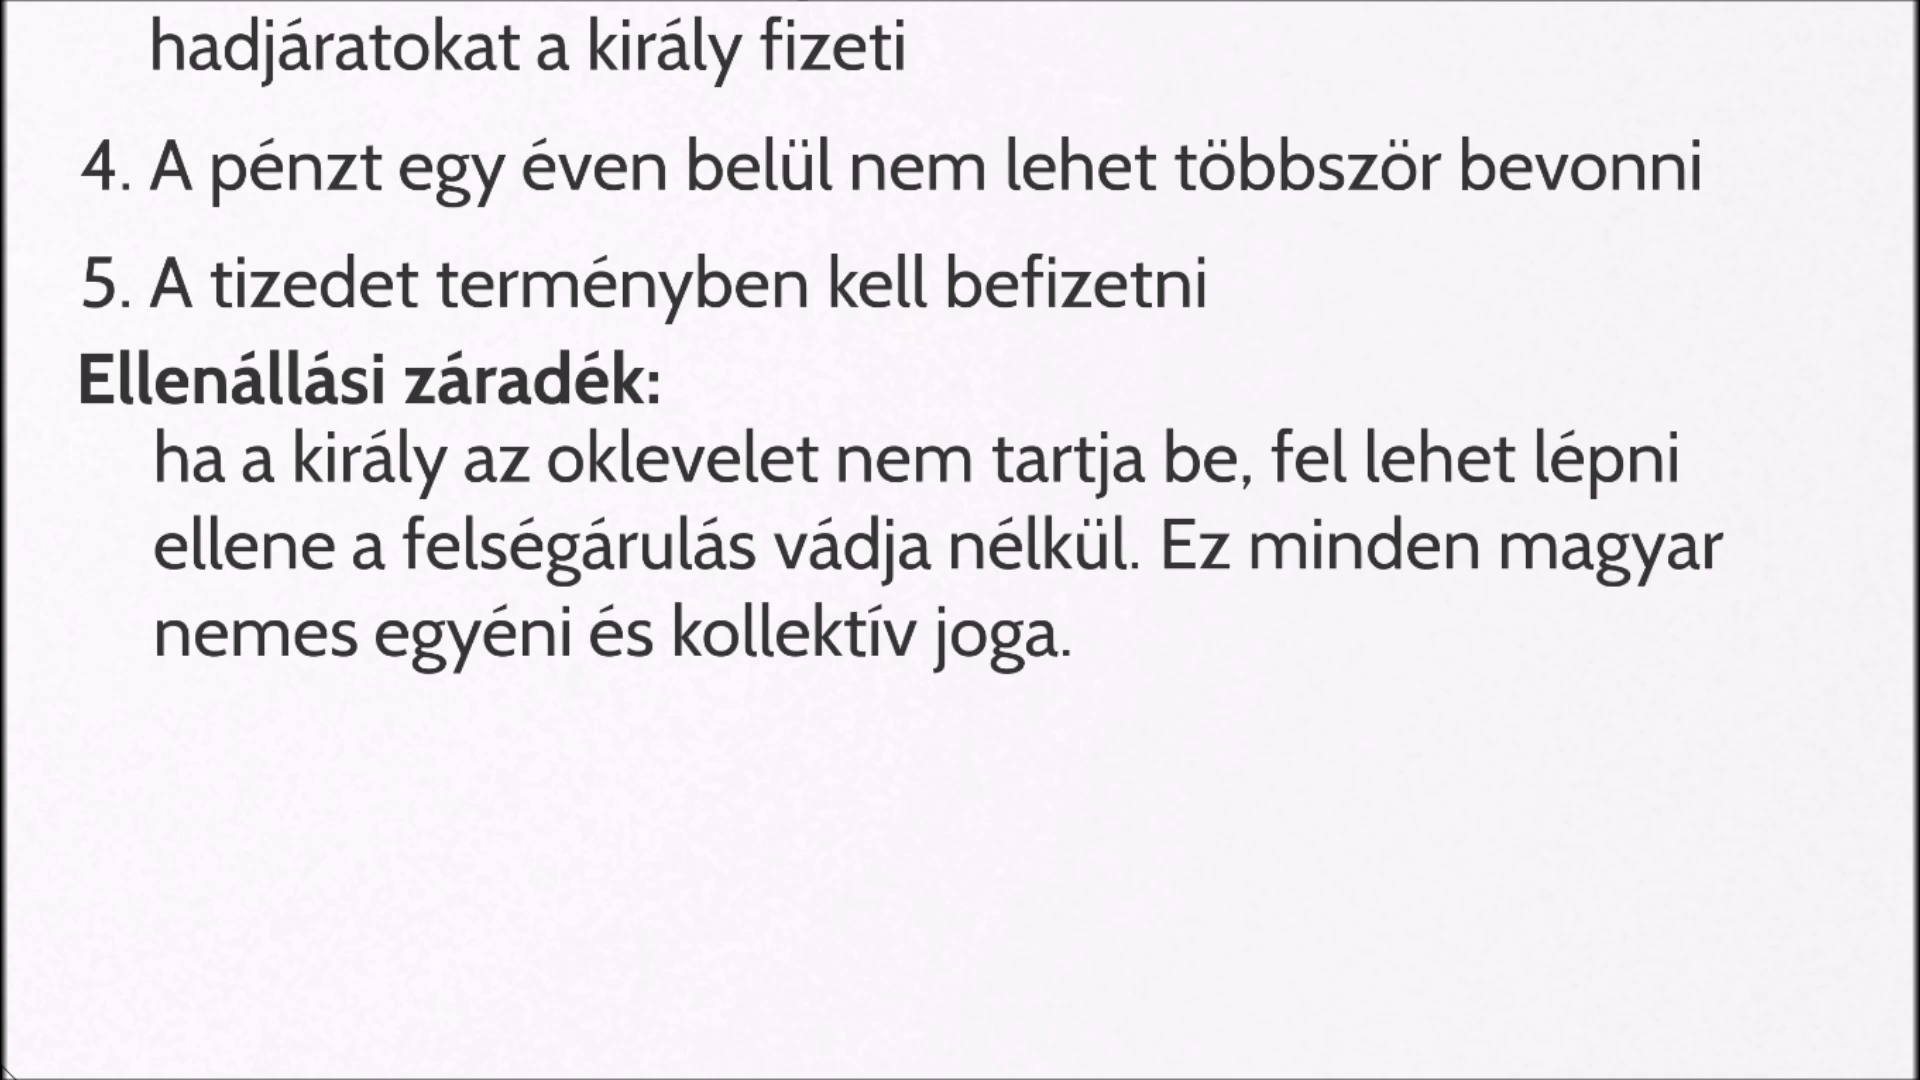 hadjáratokat a király fizeti
4. A pénzt egy éven belül nem lehet többször bevonni
5. A tizedet terményben kell befizetni
Ellenállási záradék:
ha a király az oklevelet nem tartja be, fel lehet lépni
ellene a felségárulás vádja nélkül. Ez minden magyar
nemes egyéni és kollektív joga.